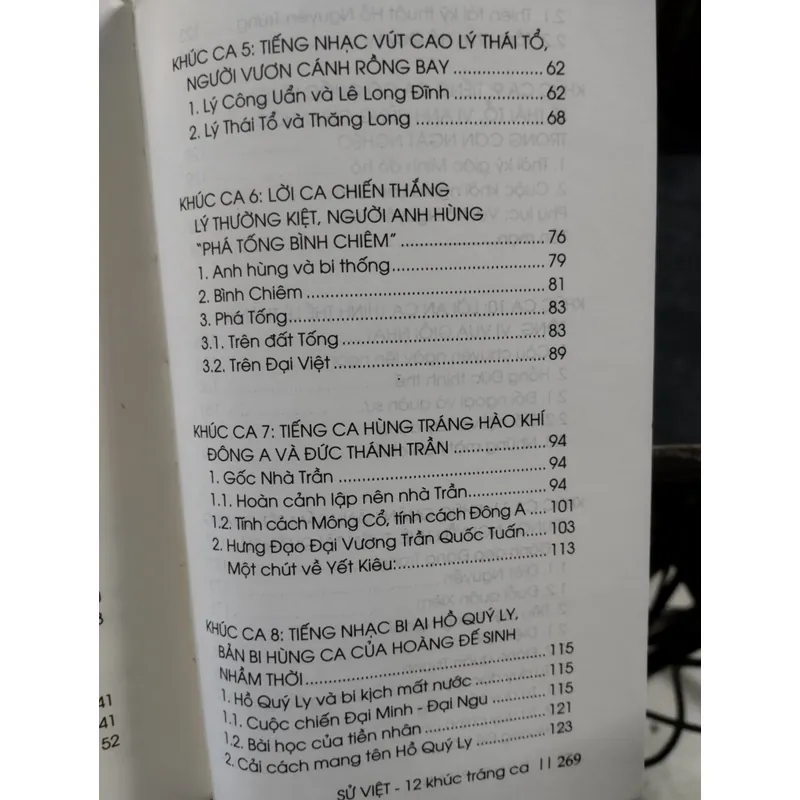 KHÚC CA 5: TIẾNG NHẠC VÚT CAO LÝ THÁI TỔ,
NGƯỜI VƯƠN CÁNH RỒNG BAY .................... 62
1. Lý Công Uẩn và Lê Long Đĩnh .................... 62
2. Lý Thái Tổ và Thăng Long .................... 68
KHÚC CA 6: LỜI CA CHIẾN THẮNG
LÝ THƯỜNG KIỆT, NGƯỜI ANH HÙNG
"PHÁ TỐNG BÌNH CHIÊM" .................... 76
1. Anh hùng và bi thống .................... 79
2. Bình Chiêm .................... 81
3. Phá Tống .................... 83
3.1. Trên đất Tống .................... 83
3.2. Trên Đại Việt .................... 89
KHÚC CA 7: TIẾNG CA HÙNG TRÁNG HÀO KHÍ
ĐÔNG A VÀ ĐỨC THÁNH TRẦN .................... 94
1. Gốc Nhà Trần .................... 94
1.1. Hoàn cảnh lập nên nhà Trần .................... 94
1.2. Tính cách Mông Cổ, tính cách Đông A .... 101
2. Hưng Đạo Đại Vương Trần Quốc Tuấn .......... 103
Một chút về Yết Kiêu: .................... 113
KHÚC CA 8: TIẾNG NHẠC BI AI HỒ QUÝ LY,
BẢN BI HÙNG CA CỦA HOÀNG ĐẾ SINH
NHẦM THỜI .................... 115
1. Hồ Quý Ly và bi kịch mất nước .................... 115
1.1. Cuộc chiến Đại Minh - Đại Ngu .................... 115
1.2. Bài học của tiền nhân .................... 121
2. Cải cách mang tên Hồ Quý Ly .................... 123
SỬ VIỆT - 12 khúc tráng ca || 269
41
41
52